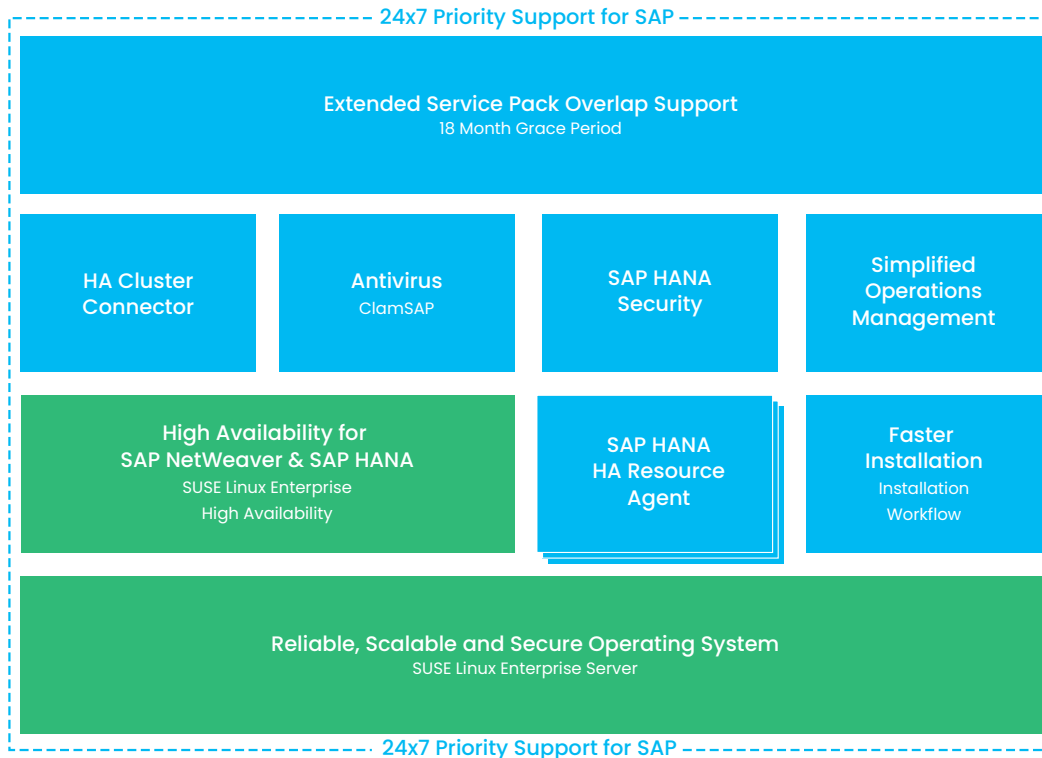 24x7 Priority Support for SAP
Extended Service Pack Overlap Support
18 Month Grace Period
HA Cluster
Connector
Antivirus
ClamSAP
SAP HANA
Security
Simplified
Operations
Management
High Availability for
SAP NetWeaver & SAP HANA
SUSE Linux Enterprise
High Availability
SAP HANA
HA Resource
Agent
Faster
Installation
Installation
Workflow
Reliable, Scalable and Secure Operating System
SUSE Linux Enterprise Server
24x7 Priority Support for SAP